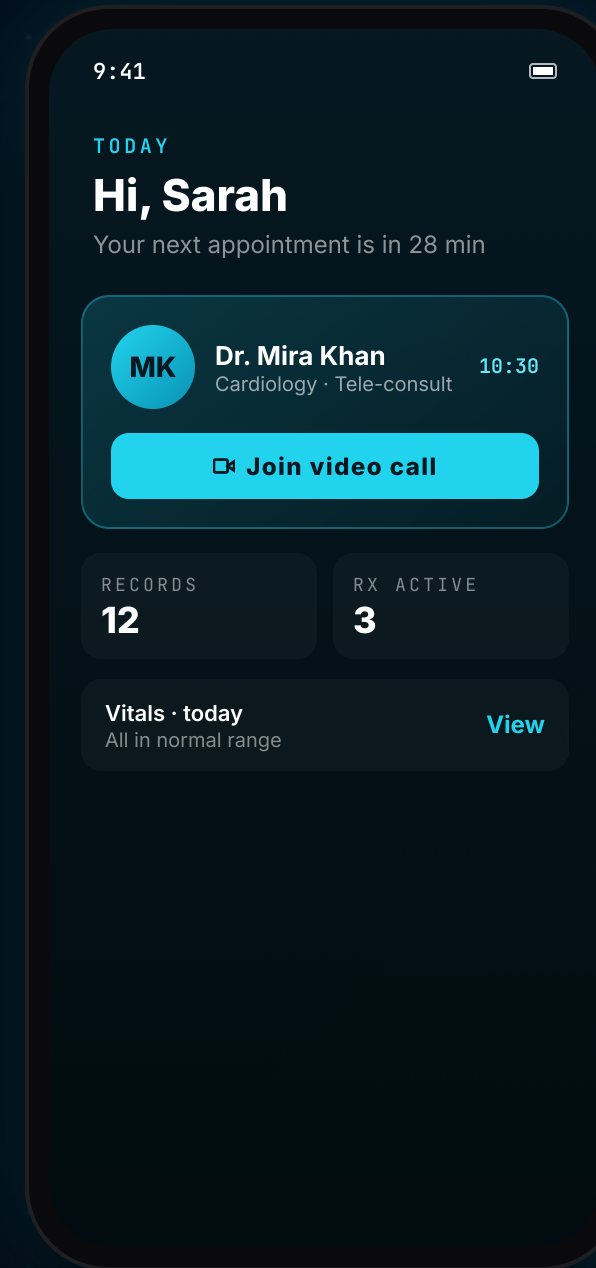 9:41
TODAY
Hi, Sarah
Your next appointment is in 28 min
MK
Dr. Mira Khan
Cardiology · Tele-consult
10:30
Join video call
RECORDS
12
RX ACTIVE
3
Vitals · today
All in normal range
View